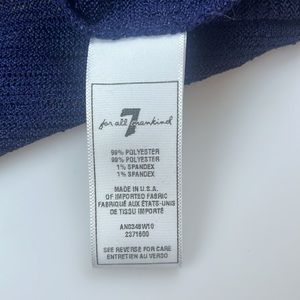 7
for all mankind
99% POLYESTER
99% POLYESTER
1% SPANDEX
1% SPANDEX
MADE IN U.S.A.
OF IMPORTED FABRIC
FABRIQUÉ AUX ÉTATS-UNIS
DE TISSU IMPORTÉ
AN0348W10
2371600
SEE REVERSE FOR CARE
ENTRETIEN AU VERSO